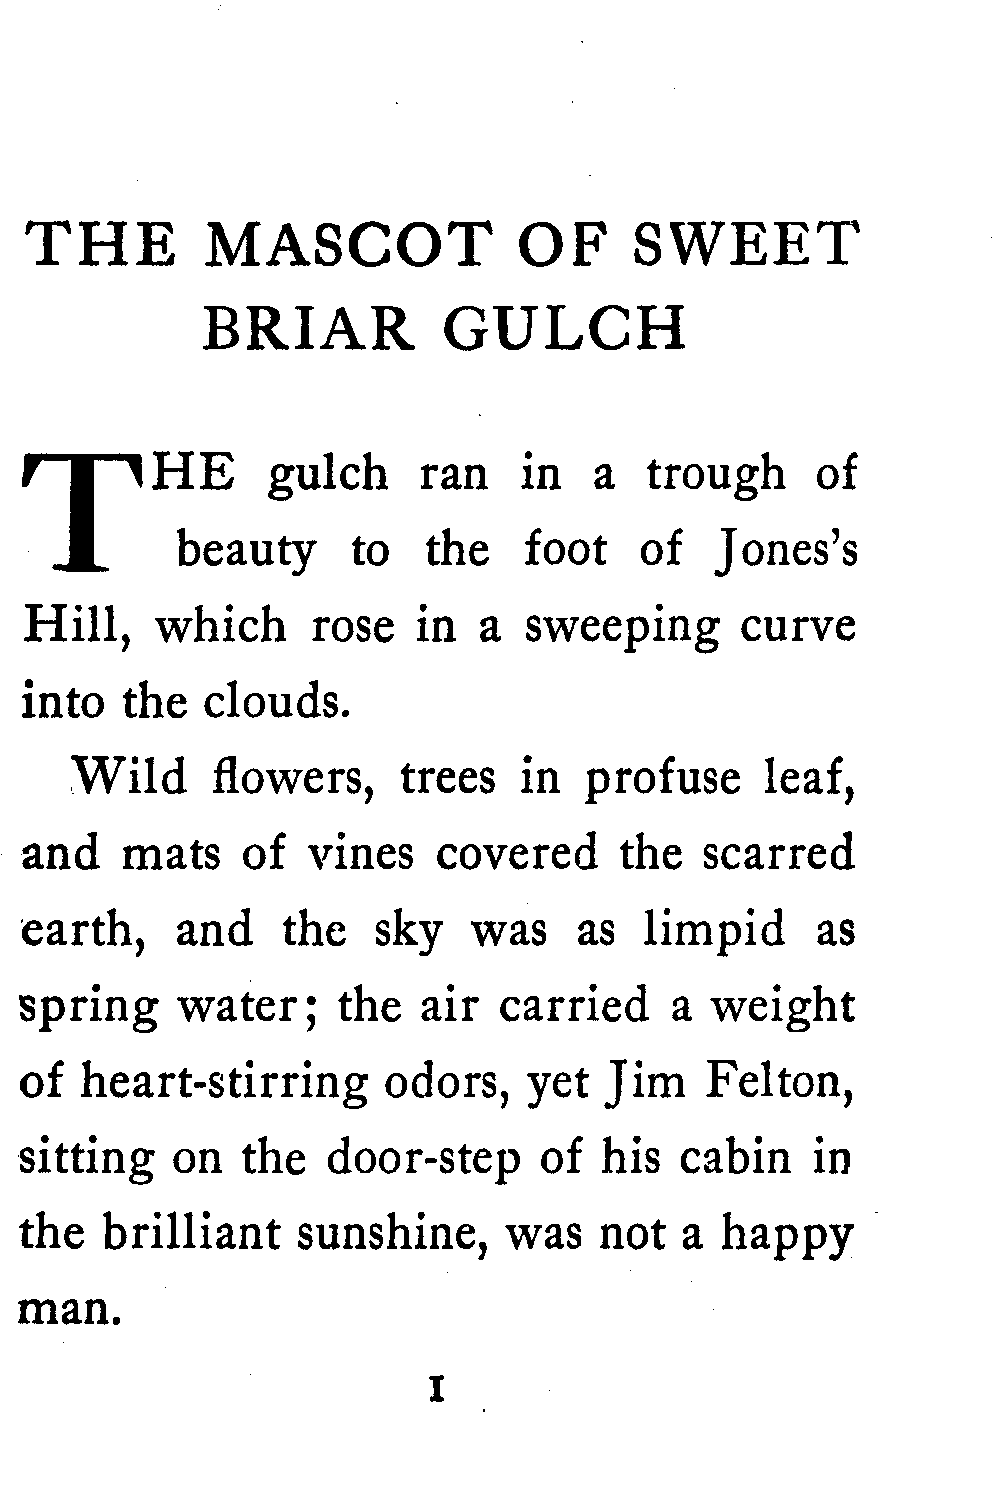 THE MASCOT OF SWEET
BRIAR GULCH
THE gulch ran in a trough of
beauty to the foot of Jones's
Hill, which rose in a sweeping curve
into the clouds.
Wild flowers, trees in profuse leaf,
and mats of vines covered the scarred
earth, and the sky was as limpid as
spring water; the air carried a weight
of heart-stirring odors, yet Jim Felton,
sitting on the door-step of his cabin in
the brilliant sunshine, was not a happy
man.
1